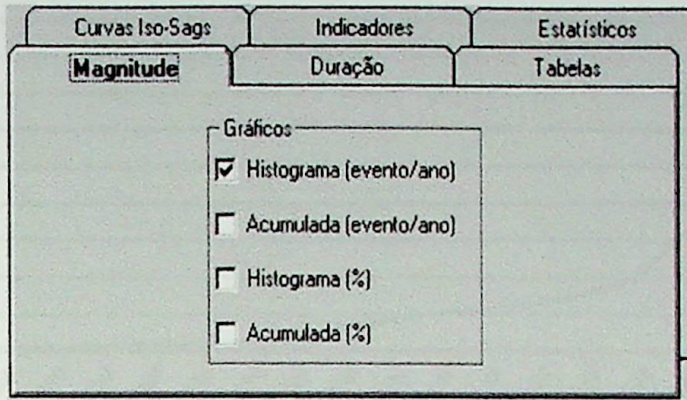 Curvas Iso-Sags Indicadores Estatísticos
Magnitude Duração Tabelas
Gráficos
Histograma (evento/ano)
Acumulada (evento/ano)
Histograma (%)
Acumulada (%)